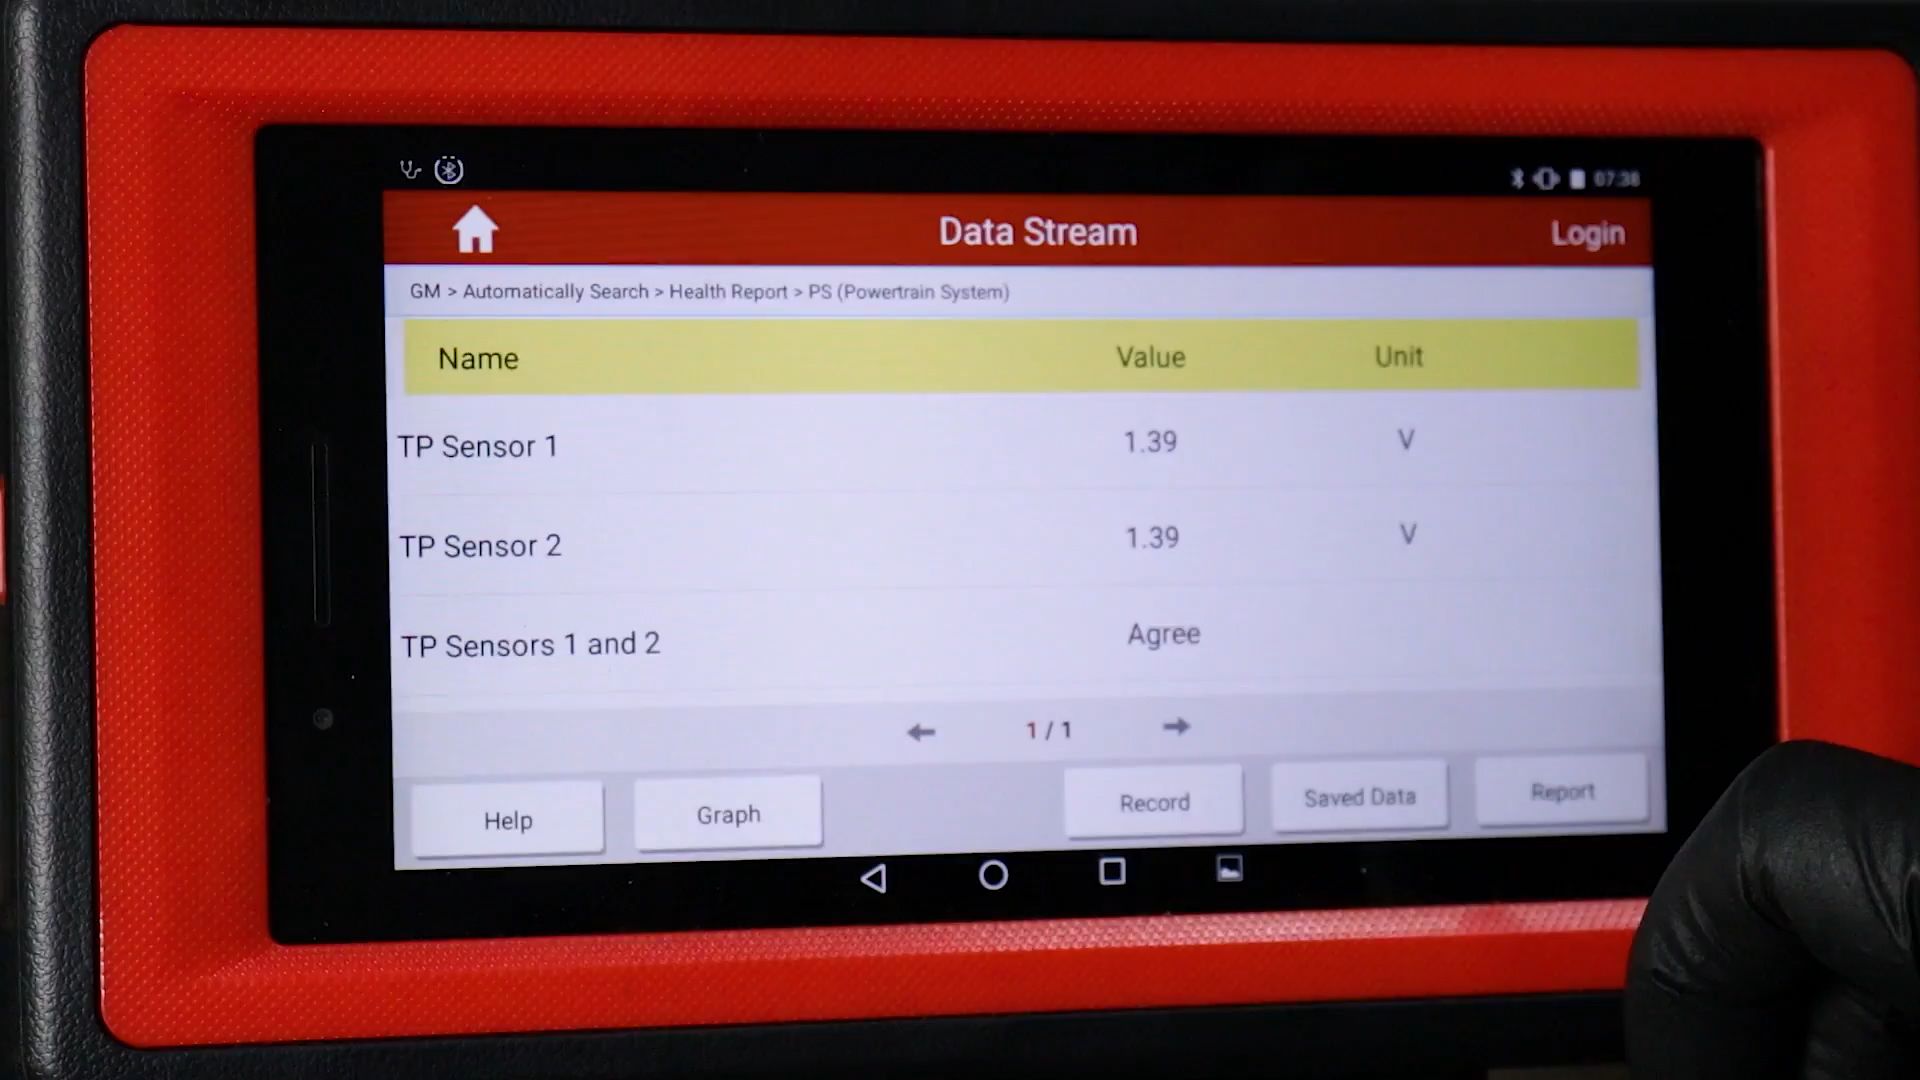 07:38
Data Stream Login
GM > Automatically Search > Health Report > PS (Powertrain System)
Name Value Unit
TP Sensor 1 1.39 V
TP Sensor 2 1.39 V
TP Sensors 1 and 2 Agree
1 / 1
Help Graph Record Saved Data Report